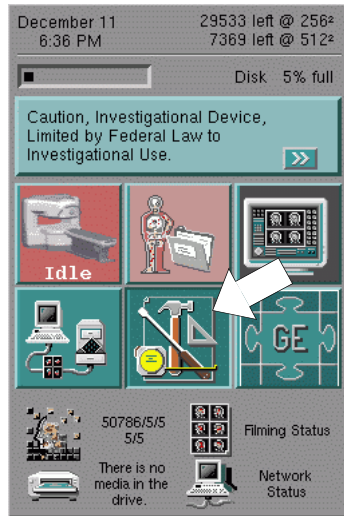 December 11
29533 left @ 256²
6:36 PM
7369 left @ 512²
Disk 5% full
Caution, Investigational Device,
Limited by Federal Law to
Investigational Use.
>>
Idle
GE
50786/5/5
5/5
Filming Status
There is no
media in the
drive.
Network
Status